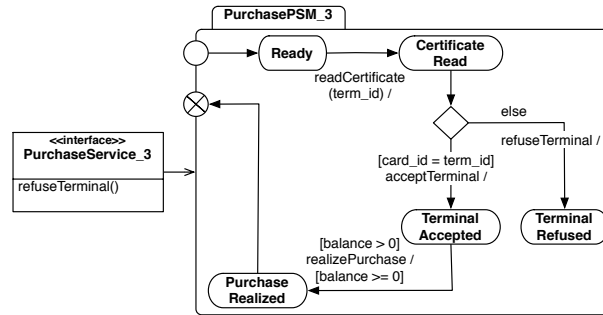 PurchasePSM_3
Ready
Certificate
Read
readCertificate
(term_id) /
else
refuseTerminal /
<<interface>>
PurchaseService_3
refuseTerminal()
[card_id = term_id]
acceptTerminal /
Terminal
Accepted
Terminal
Refused
[balance > 0]
realizePurchase /
[balance >= 0]
Purchase
Realized